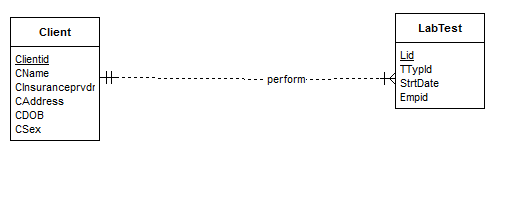 Client
Clientid
CName
CInsuranceprvdr
CAddress
CDOB
CSex
perform
LabTest
Lid
TTypId
StrtDate
Empid